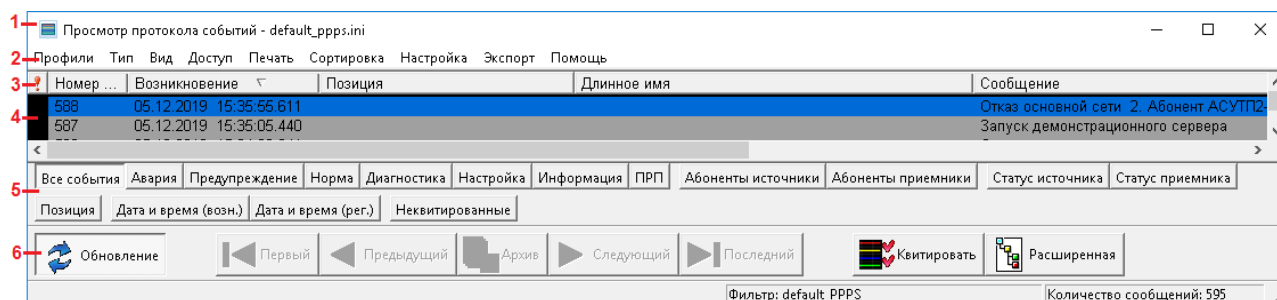 1 Просмотр протокола событий - default_ppps.ini
2 Профили Тип Вид Доступ Печать Сортировка Настройка Экспорт Помощь
3 Номер ... Возникновение Позиция Длинное имя Сообщение
588 05.12.2019 15:35:55.611 Отказ основной сети 2. Абонент АСУТП2-
4 587 05.12.2019 15:35:05.440 Запуск демонстрационного сервера
Все события Авария Предупреждение Норма Диагностика Настройка Информация ПРП Абоненты источники Абоненты приемники Статус источника Статус приемника
5
Позиция Дата и время (возн.) Дата и время (рег.) Неквитированные
6 Обновление Первый Предыдущий Архив Следующий Последний Квитировать Расширенная
Фильтр: default_PPPS Количество сообщений: 595